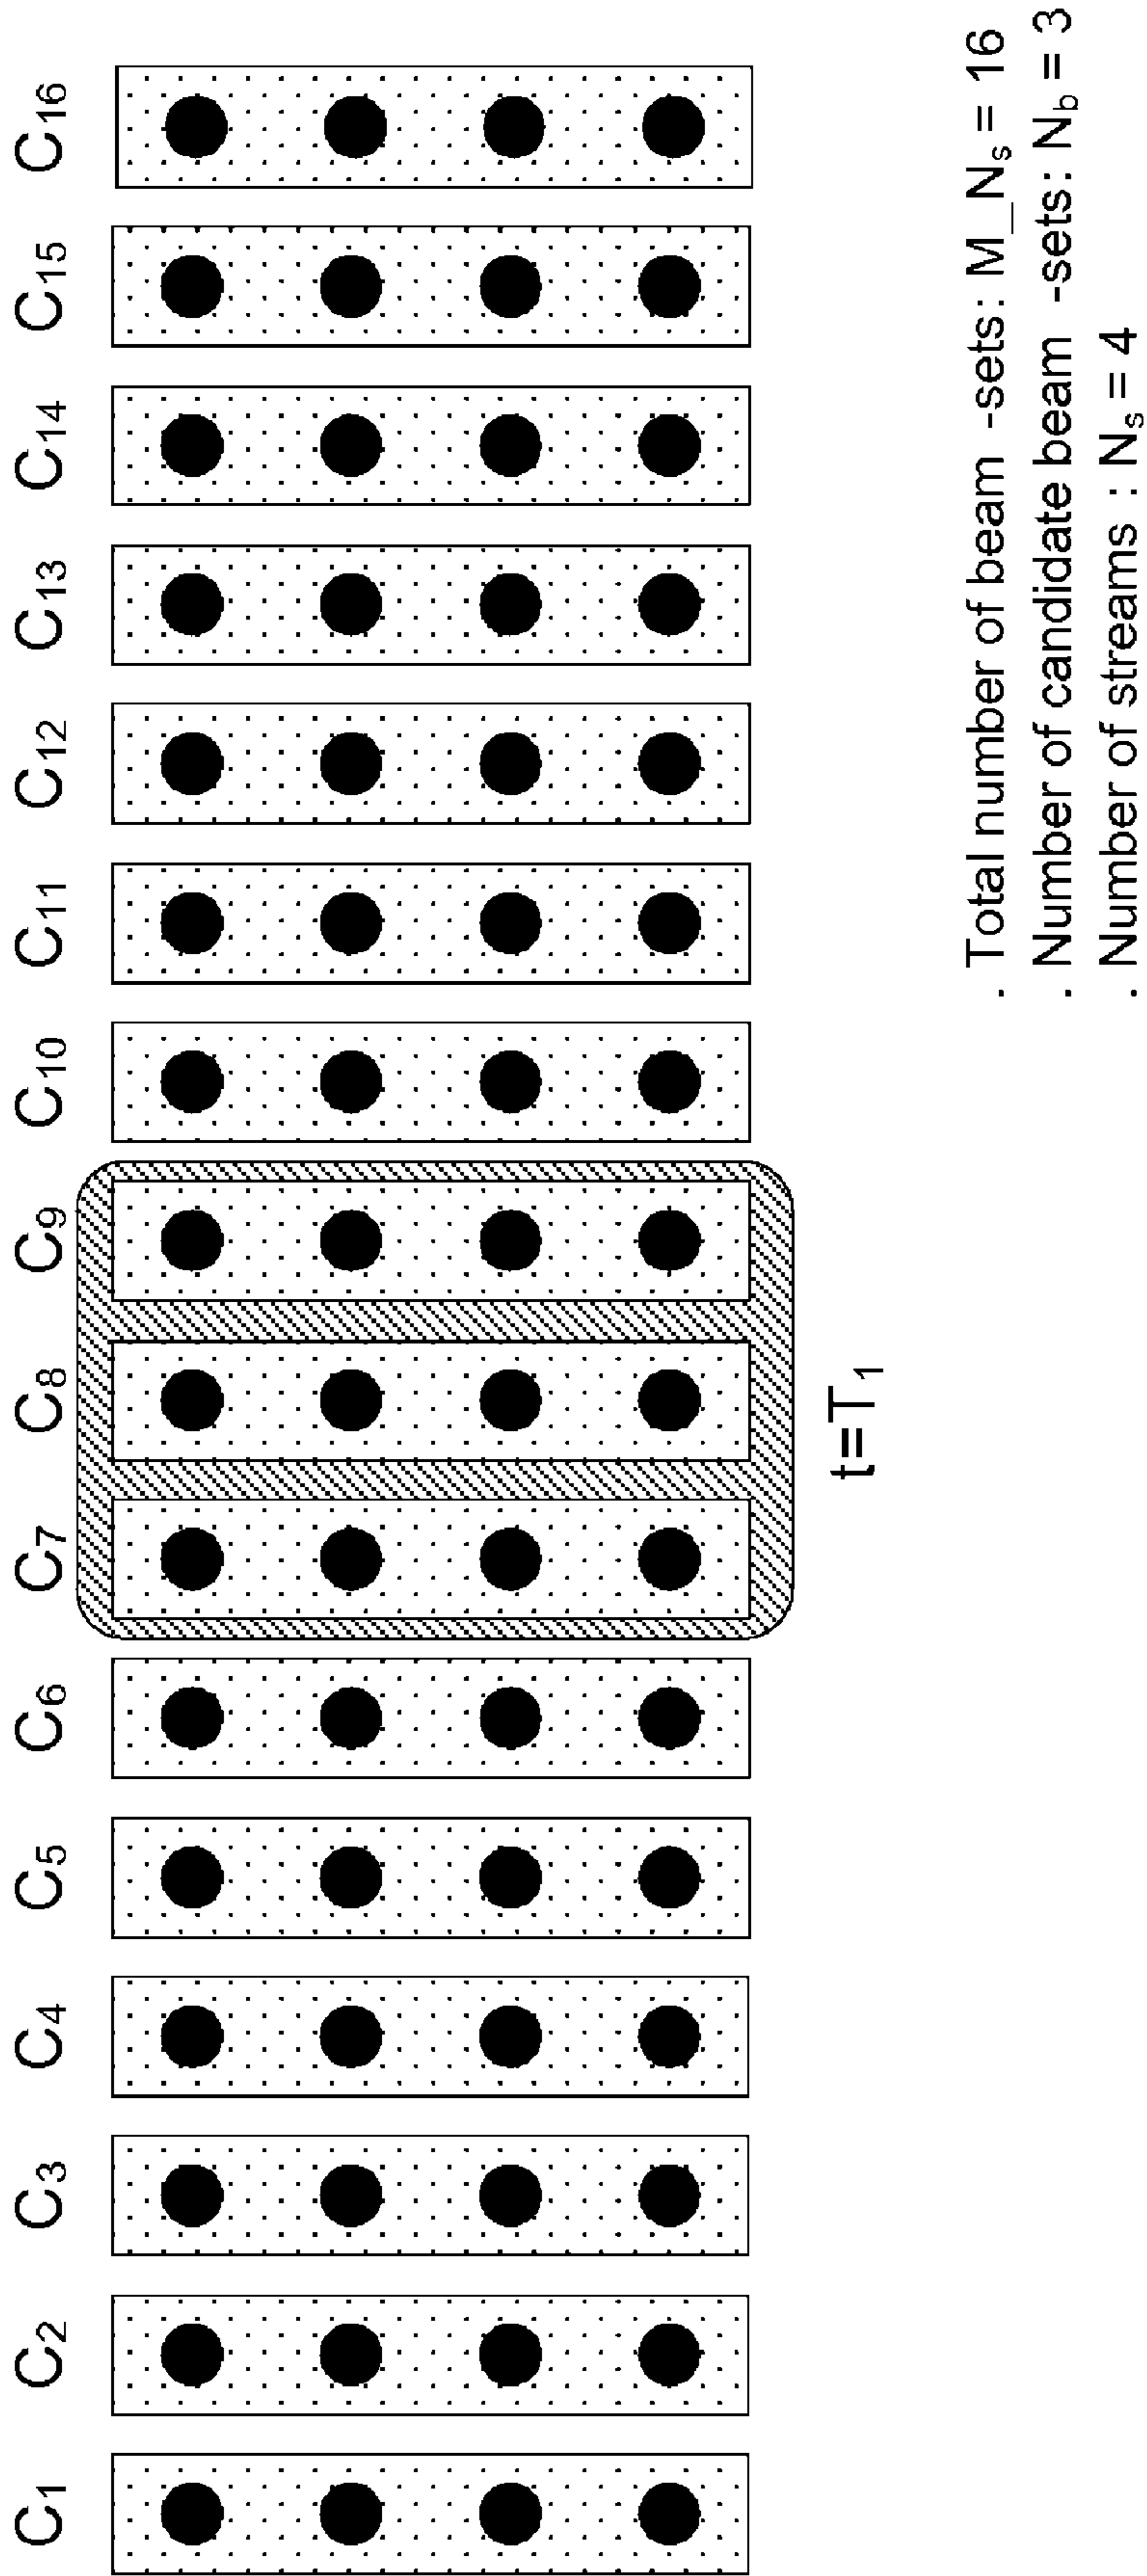 C1 C2 C3 C4 C5 C6 C7 C8 C9 C10 C11 C12 C13 C14 C15 C16
t=T1
. Total number of beam -sets: M_Ns = 16
. Number of candidate beam -sets: Nb = 3
. Number of streams : Ns = 4